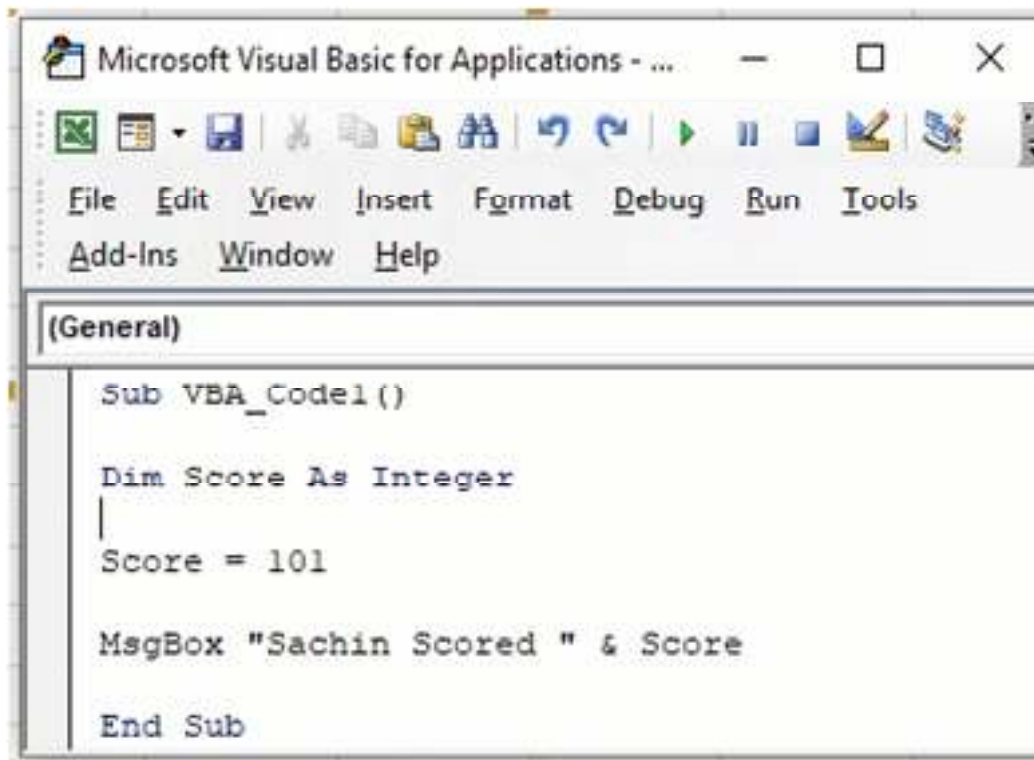 Microsoft Visual Basic for Applications - ...
File Edit View Insert Format Debug Run Tools
Add-Ins Window Help
(General)
Sub VBA_Code1()
Dim Score As Integer
Score = 101
MsgBox "Sachin Scored " & Score
End Sub